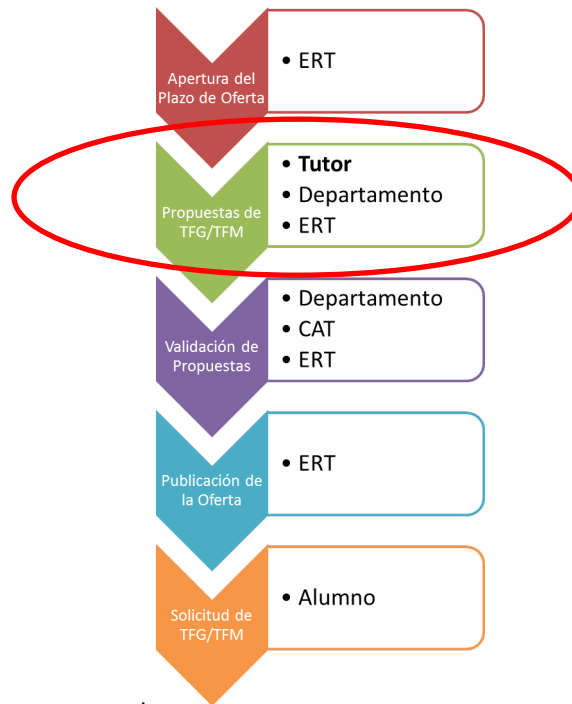 Apertura del
Plazo de Oferta
• ERT
Propuestas de
TFG/TFM
• Tutor
• Departamento
• ERT
Validación de
Propuestas
• Departamento
• CAT
• ERT
Publicación de
la Oferta
• ERT
Solicitud de
TFG/TFM
• Alumno